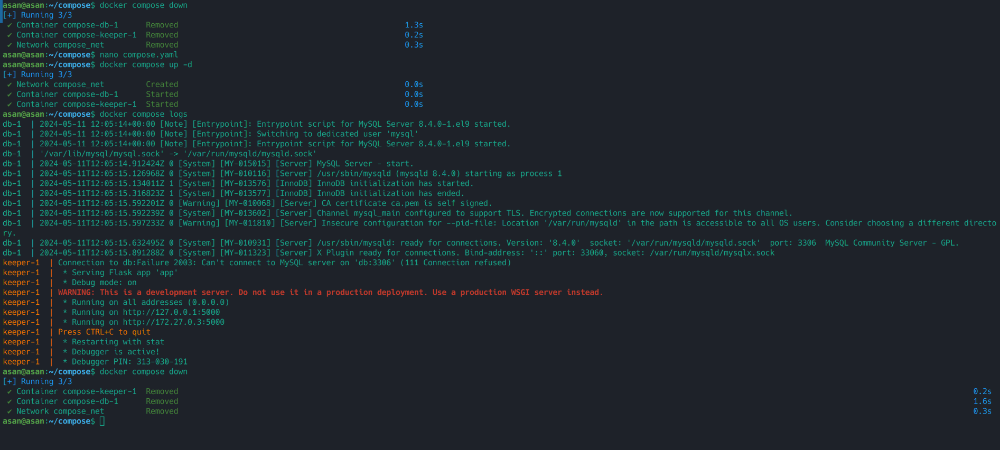 asan@asan:~/compose$ docker compose down
[+] Running 3/3
✔ Container compose-db-1 Removed 1.3s
✔ Container compose-keeper-1 Removed 0.2s
✔ Network compose_net Removed 0.3s
asan@asan:~/compose$ nano compose.yaml
asan@asan:~/compose$ docker compose up -d
[+] Running 3/3
✔ Network compose_net Created 0.0s
✔ Container compose-db-1 Started 0.0s
✔ Container compose-keeper-1 Started 0.0s
asan@asan:~/compose$ docker compose logs
db-1 | 2024-05-11 12:05:14+00:00 [Note] [Entrypoint]: Entrypoint script for MySQL Server 8.4.0-1.el9 started.
db-1 | 2024-05-11 12:05:14+00:00 [Note] [Entrypoint]: Switching to dedicated user 'mysql'
db-1 | 2024-05-11 12:05:14+00:00 [Note] [Entrypoint]: Entrypoint script for MySQL Server 8.4.0-1.el9 started.
db-1 | '/var/lib/mysql/mysql.sock' -> '/var/run/mysqld/mysqld.sock'
db-1 | 2024-05-11T12:05:14.912424Z 0 [System] [MY-015015] [Server] MySQL Server - start.
db-1 | 2024-05-11T12:05:15.126968Z 0 [System] [MY-010116] [Server] /usr/sbin/mysqld (mysqld 8.4.0) starting as process 1
db-1 | 2024-05-11T12:05:15.134011Z 1 [System] [MY-013576] [InnoDB] InnoDB initialization has started.
db-1 | 2024-05-11T12:05:15.316823Z 1 [System] [MY-013577] [InnoDB] InnoDB initialization has ended.
db-1 | 2024-05-11T12:05:15.592201Z 0 [Warning] [MY-010068] [Server] CA certificate ca.pem is self signed.
db-1 | 2024-05-11T12:05:15.592239Z 0 [System] [MY-013602] [Server] Channel mysql_main configured to support TLS. Encrypted connections are now supported for this channel.
db-1 | 2024-05-11T12:05:15.597233Z 0 [Warning] [MY-011810] [Server] Insecure configuration for --pid-file: Location '/var/run/mysqld' in the path is accessible to all OS users. Consider choosing a different directo
ry.
db-1 | 2024-05-11T12:05:15.632495Z 0 [System] [MY-010931] [Server] /usr/sbin/mysqld: ready for connections. Version: '8.4.0'  socket: '/var/run/mysqld/mysqld.sock'  port: 3306  MySQL Community Server - GPL.
db-1 | 2024-05-11T12:05:15.891288Z 0 [System] [MY-011323] [Server] X Plugin ready for connections. Bind-address: '::' port: 33060, socket: /var/run/mysqld/mysqlx.sock
keeper-1 | Connection to db:Failure 2003: Can't connect to MySQL server on 'db:3306' (111 Connection refused)
keeper-1 | * Serving Flask app 'app'
keeper-1 | * Debug mode: on
keeper-1 | WARNING: This is a development server. Do not use it in a production deployment. Use a production WSGI server instead.
keeper-1 | * Running on all addresses (0.0.0.0)
keeper-1 | * Running on http://127.0.0.1:5000
keeper-1 | * Running on http://172.27.0.3:5000
keeper-1 | Press CTRL+C to quit
keeper-1 | * Restarting with stat
keeper-1 | * Debugger is active!
keeper-1 | * Debugger PIN: 313-030-191
asan@asan:~/compose$ docker compose down
[+] Running 3/3
✔ Container compose-keeper-1 Removed 0.2s
✔ Container compose-db-1 Removed 1.6s
✔ Network compose_net Removed 0.3s
asan@asan:~/compose$